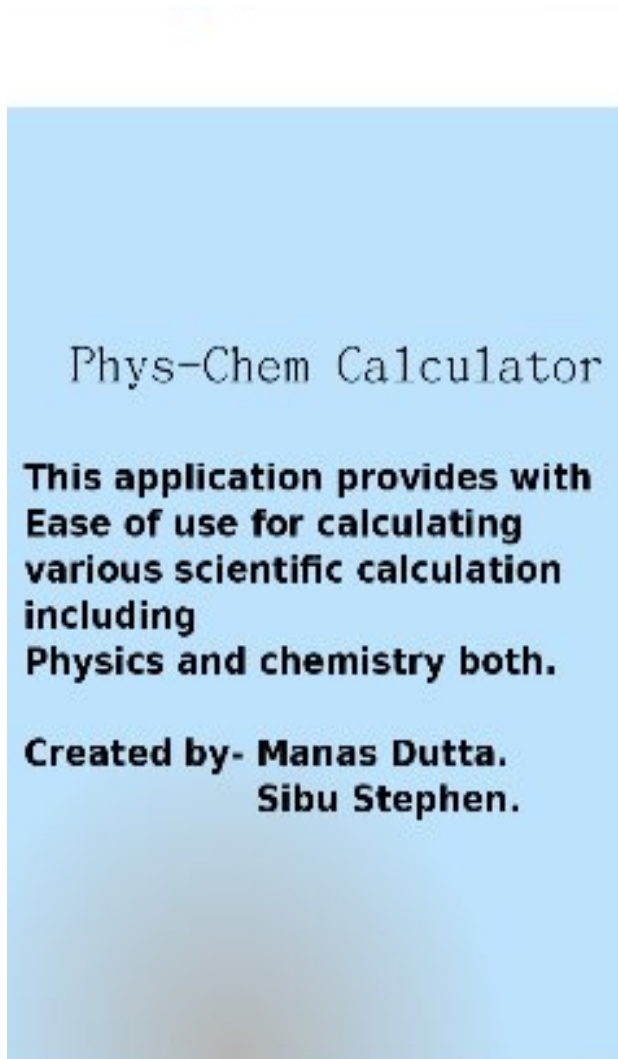 Phys-Chem Calculator
This application provides with
Ease of use for calculating
various scientific calculation
including
Physics and chemistry both.
Created by- Manas Dutta.
Sibu Stephen.